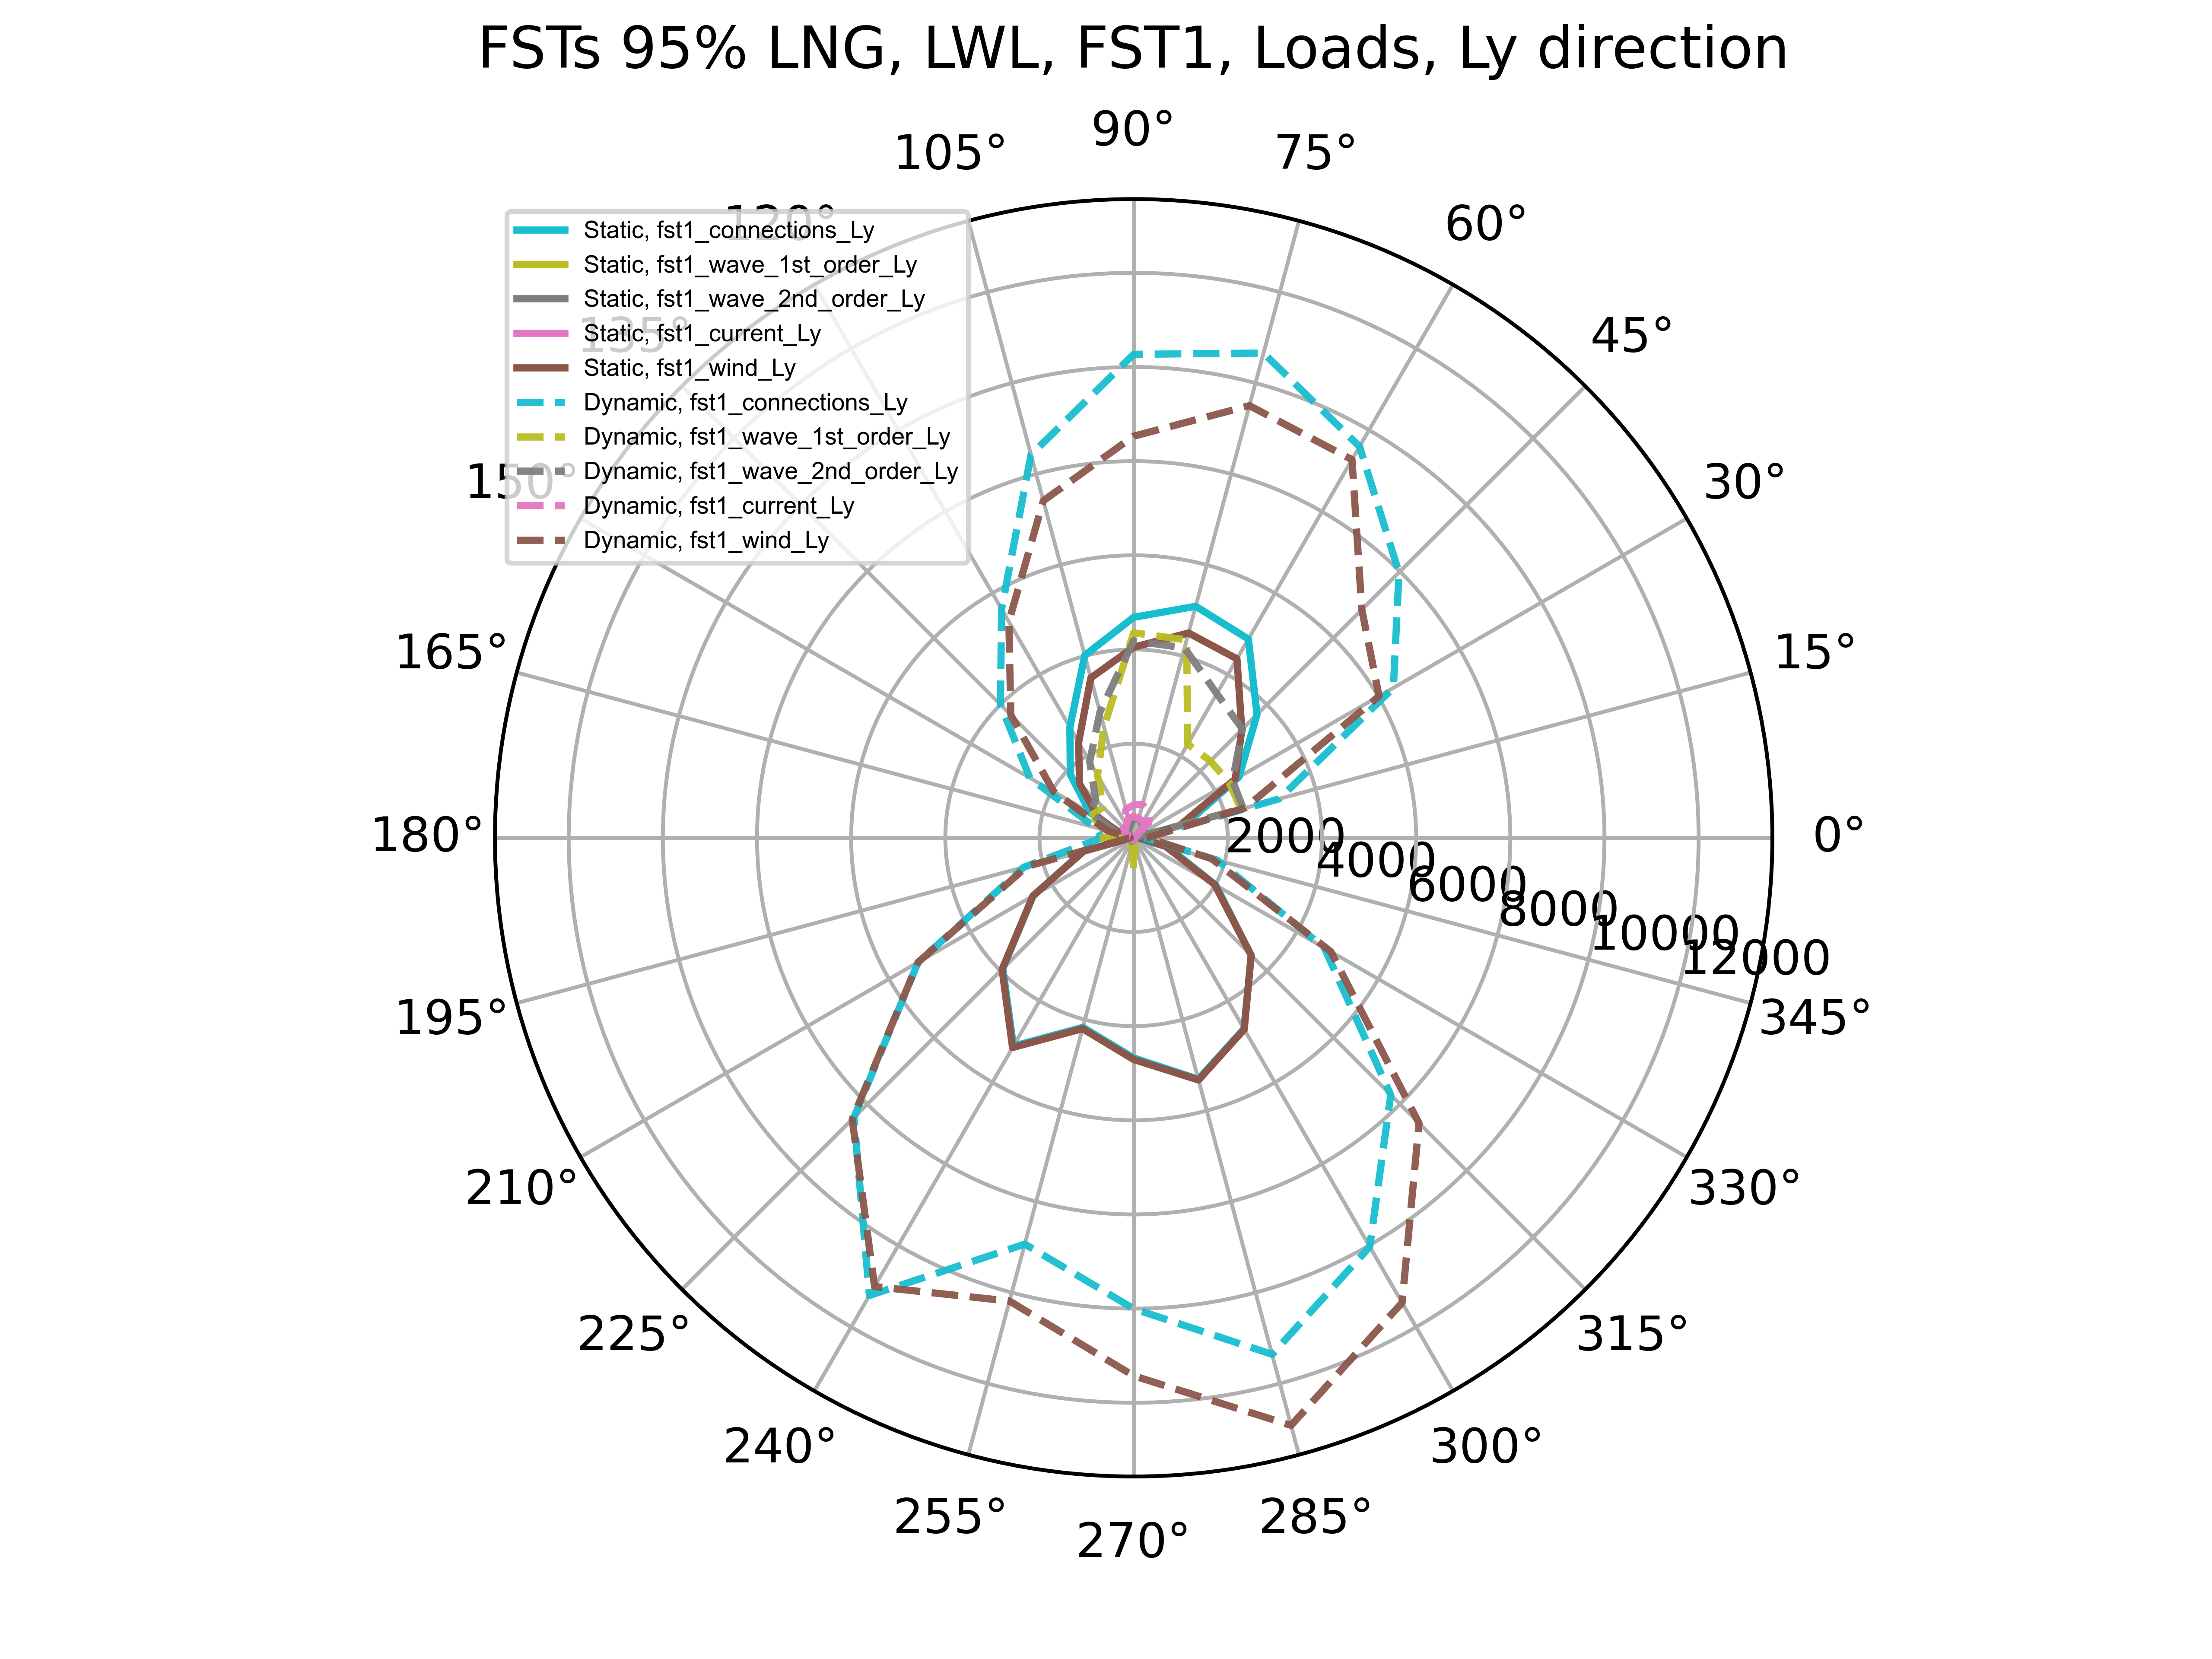 FSTs 95% LNG, LWL, FST1, Loads, Ly direction
90°
105°
75°
120°
60°
135°
45°
150°
30°
165°
15°
180°
0°
195°
345°
210°
330°
225°
315°
240°
300°
255°
285°
270°
2000
4000
6000
8000
10000
12000
Static, fst1_connections_Ly
Static, fst1_wave_1st_order_Ly
Static, fst1_wave_2nd_order_Ly
Static, fst1_current_Ly
Static, fst1_wind_Ly
Dynamic, fst1_connections_Ly
Dynamic, fst1_wave_1st_order_Ly
Dynamic, fst1_wave_2nd_order_Ly
Dynamic, fst1_current_Ly
Dynamic, fst1_wind_Ly